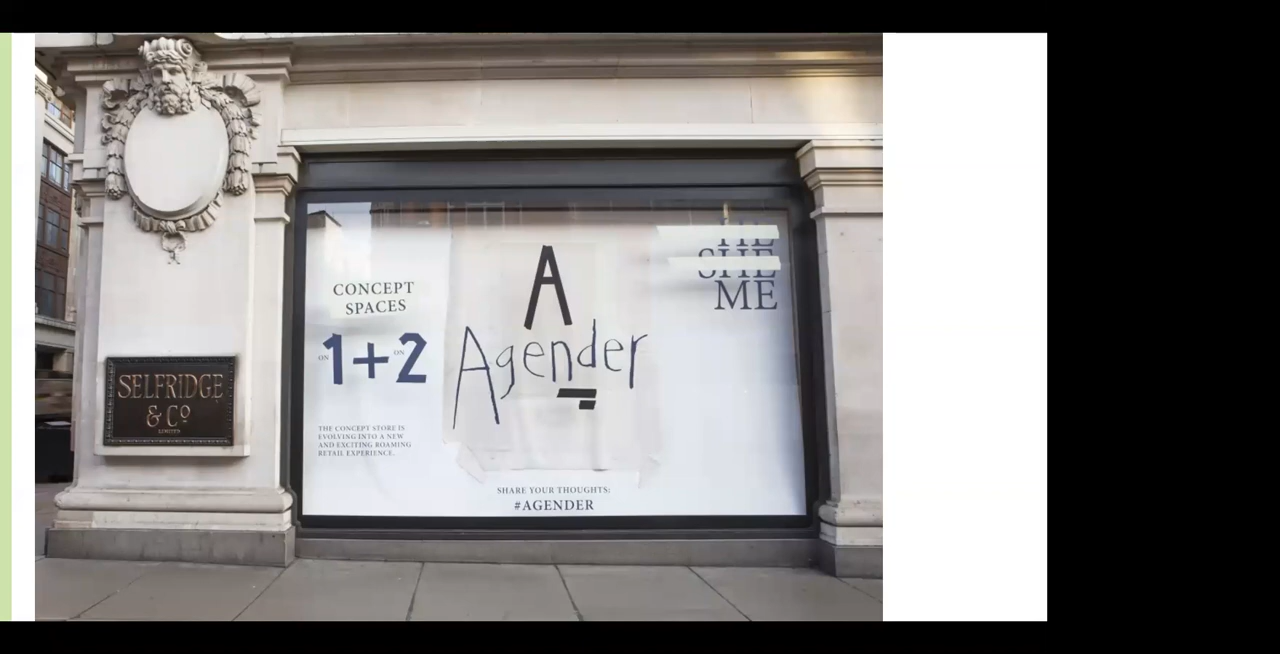 SELFRIDGE
& Co
LIMITED
CONCEPT
SPACES
ON 1+ON 2
THE CONCEPT STORE IS
EVOLVING INTO A NEW
AND EXCITING ROAMING
RETAIL EXPERIENCE.
A
Agender
HE
SHE
ME
SHARE YOUR THOUGHTS:
#AGENDER